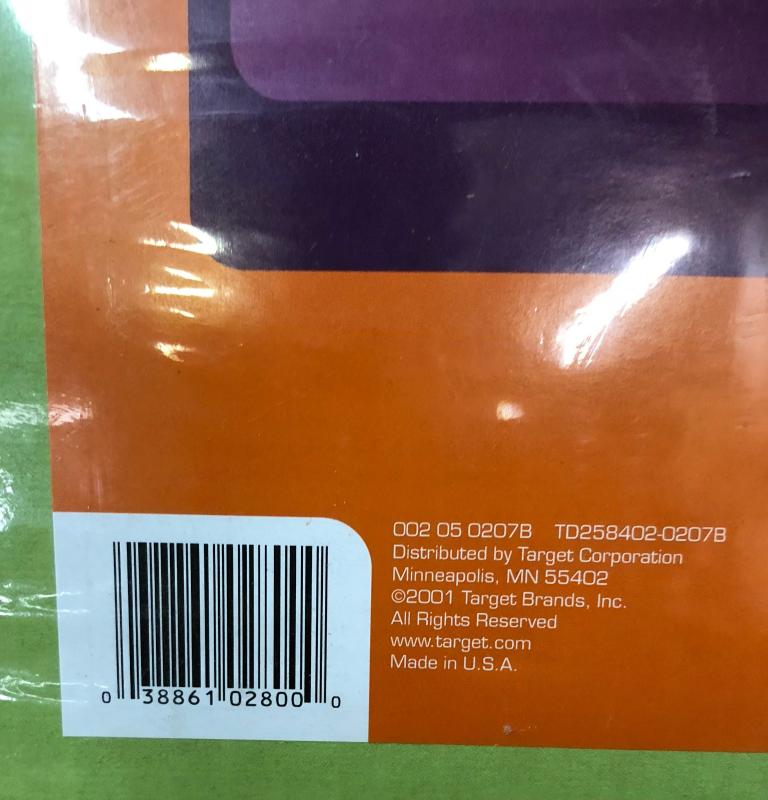 002 05 0207B TD258402-0207B
Distributed by Target Corporation
Minneapolis, MN 55402
©2001 Target Brands, Inc.
All Rights Reserved
www.target.com
Made in U.S.A.
0 38861 02800 0